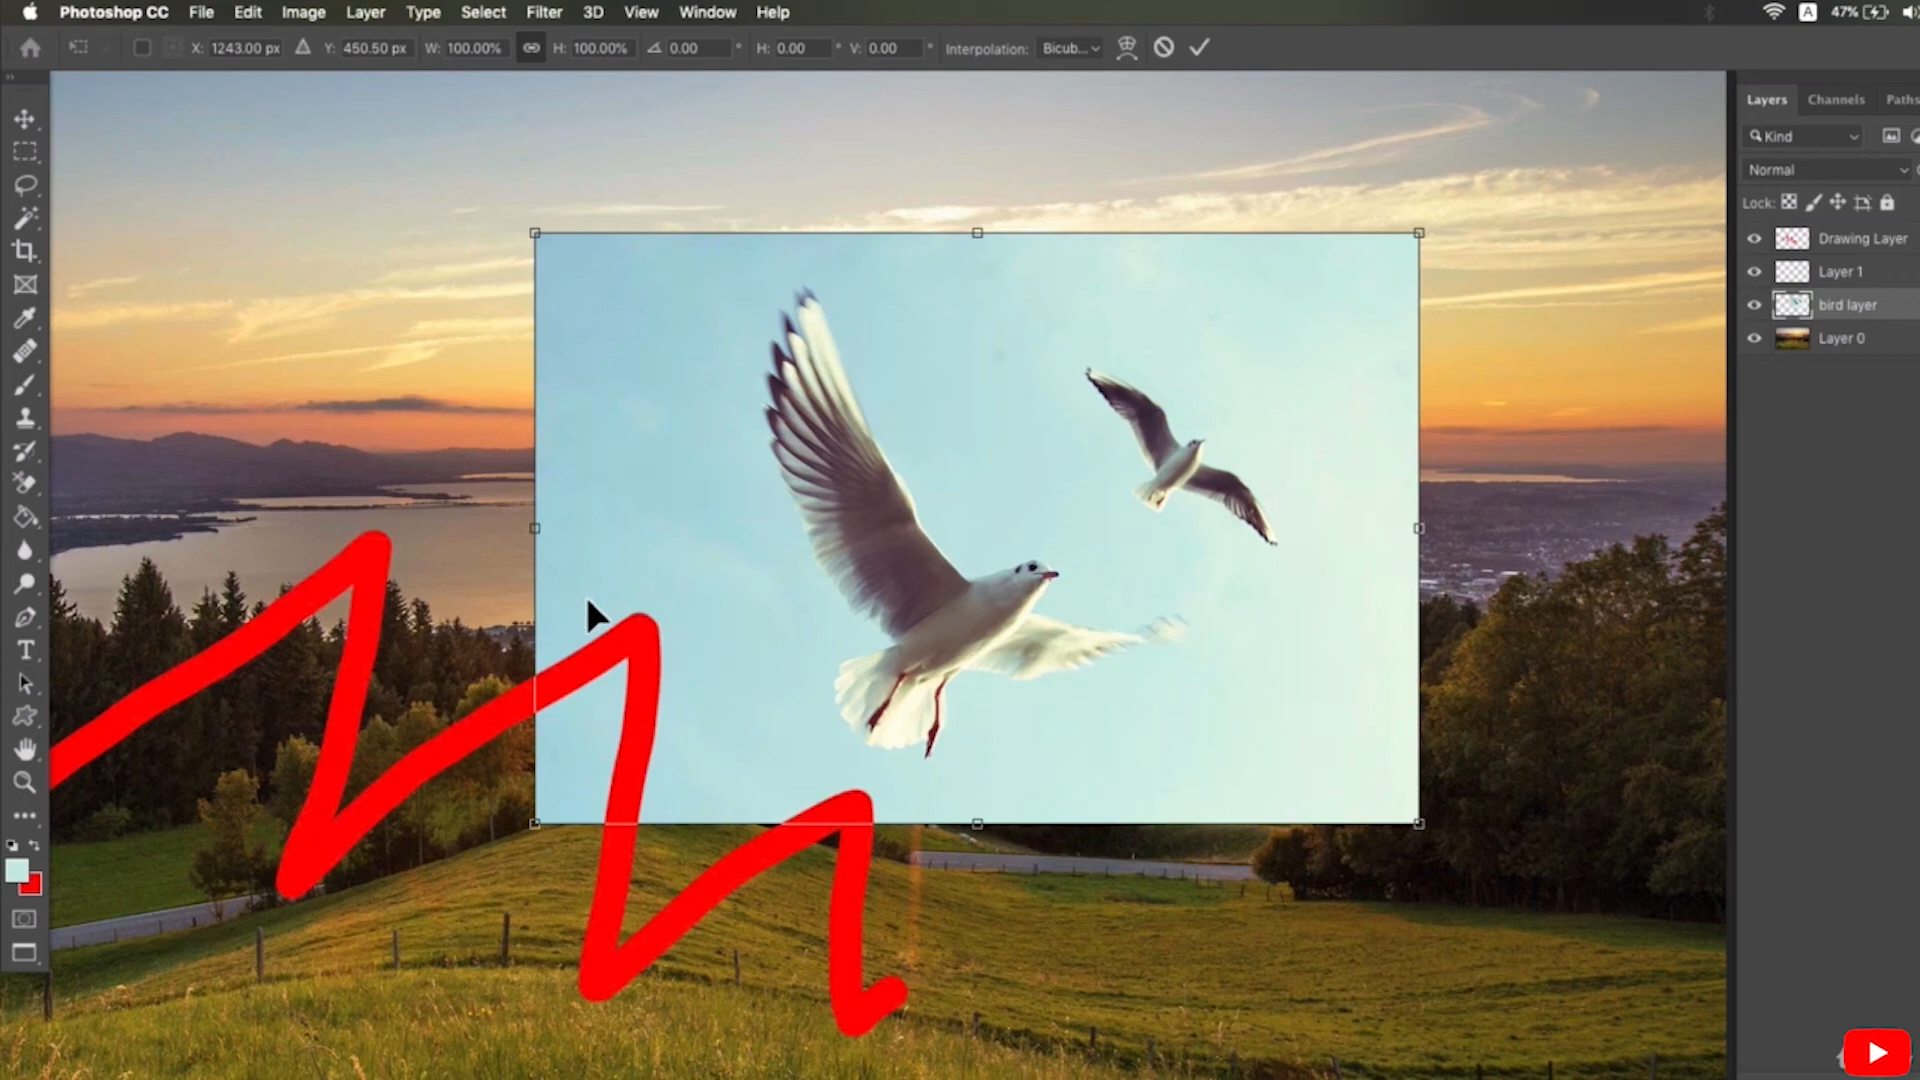 Photoshop CC File Edit Image Layer Type Select Filter 3D View Window Help A 47%
X: 1243.00 px Y: 450.50 px W: 100.00% H: 100.00% 0.00 ° H: 0.00 ° V: 0.00 ° Interpolation: Bicub...
Layers Channels Paths
Kind
Normal
Lock:
Drawing Layer
Layer 1
bird layer
Layer 0